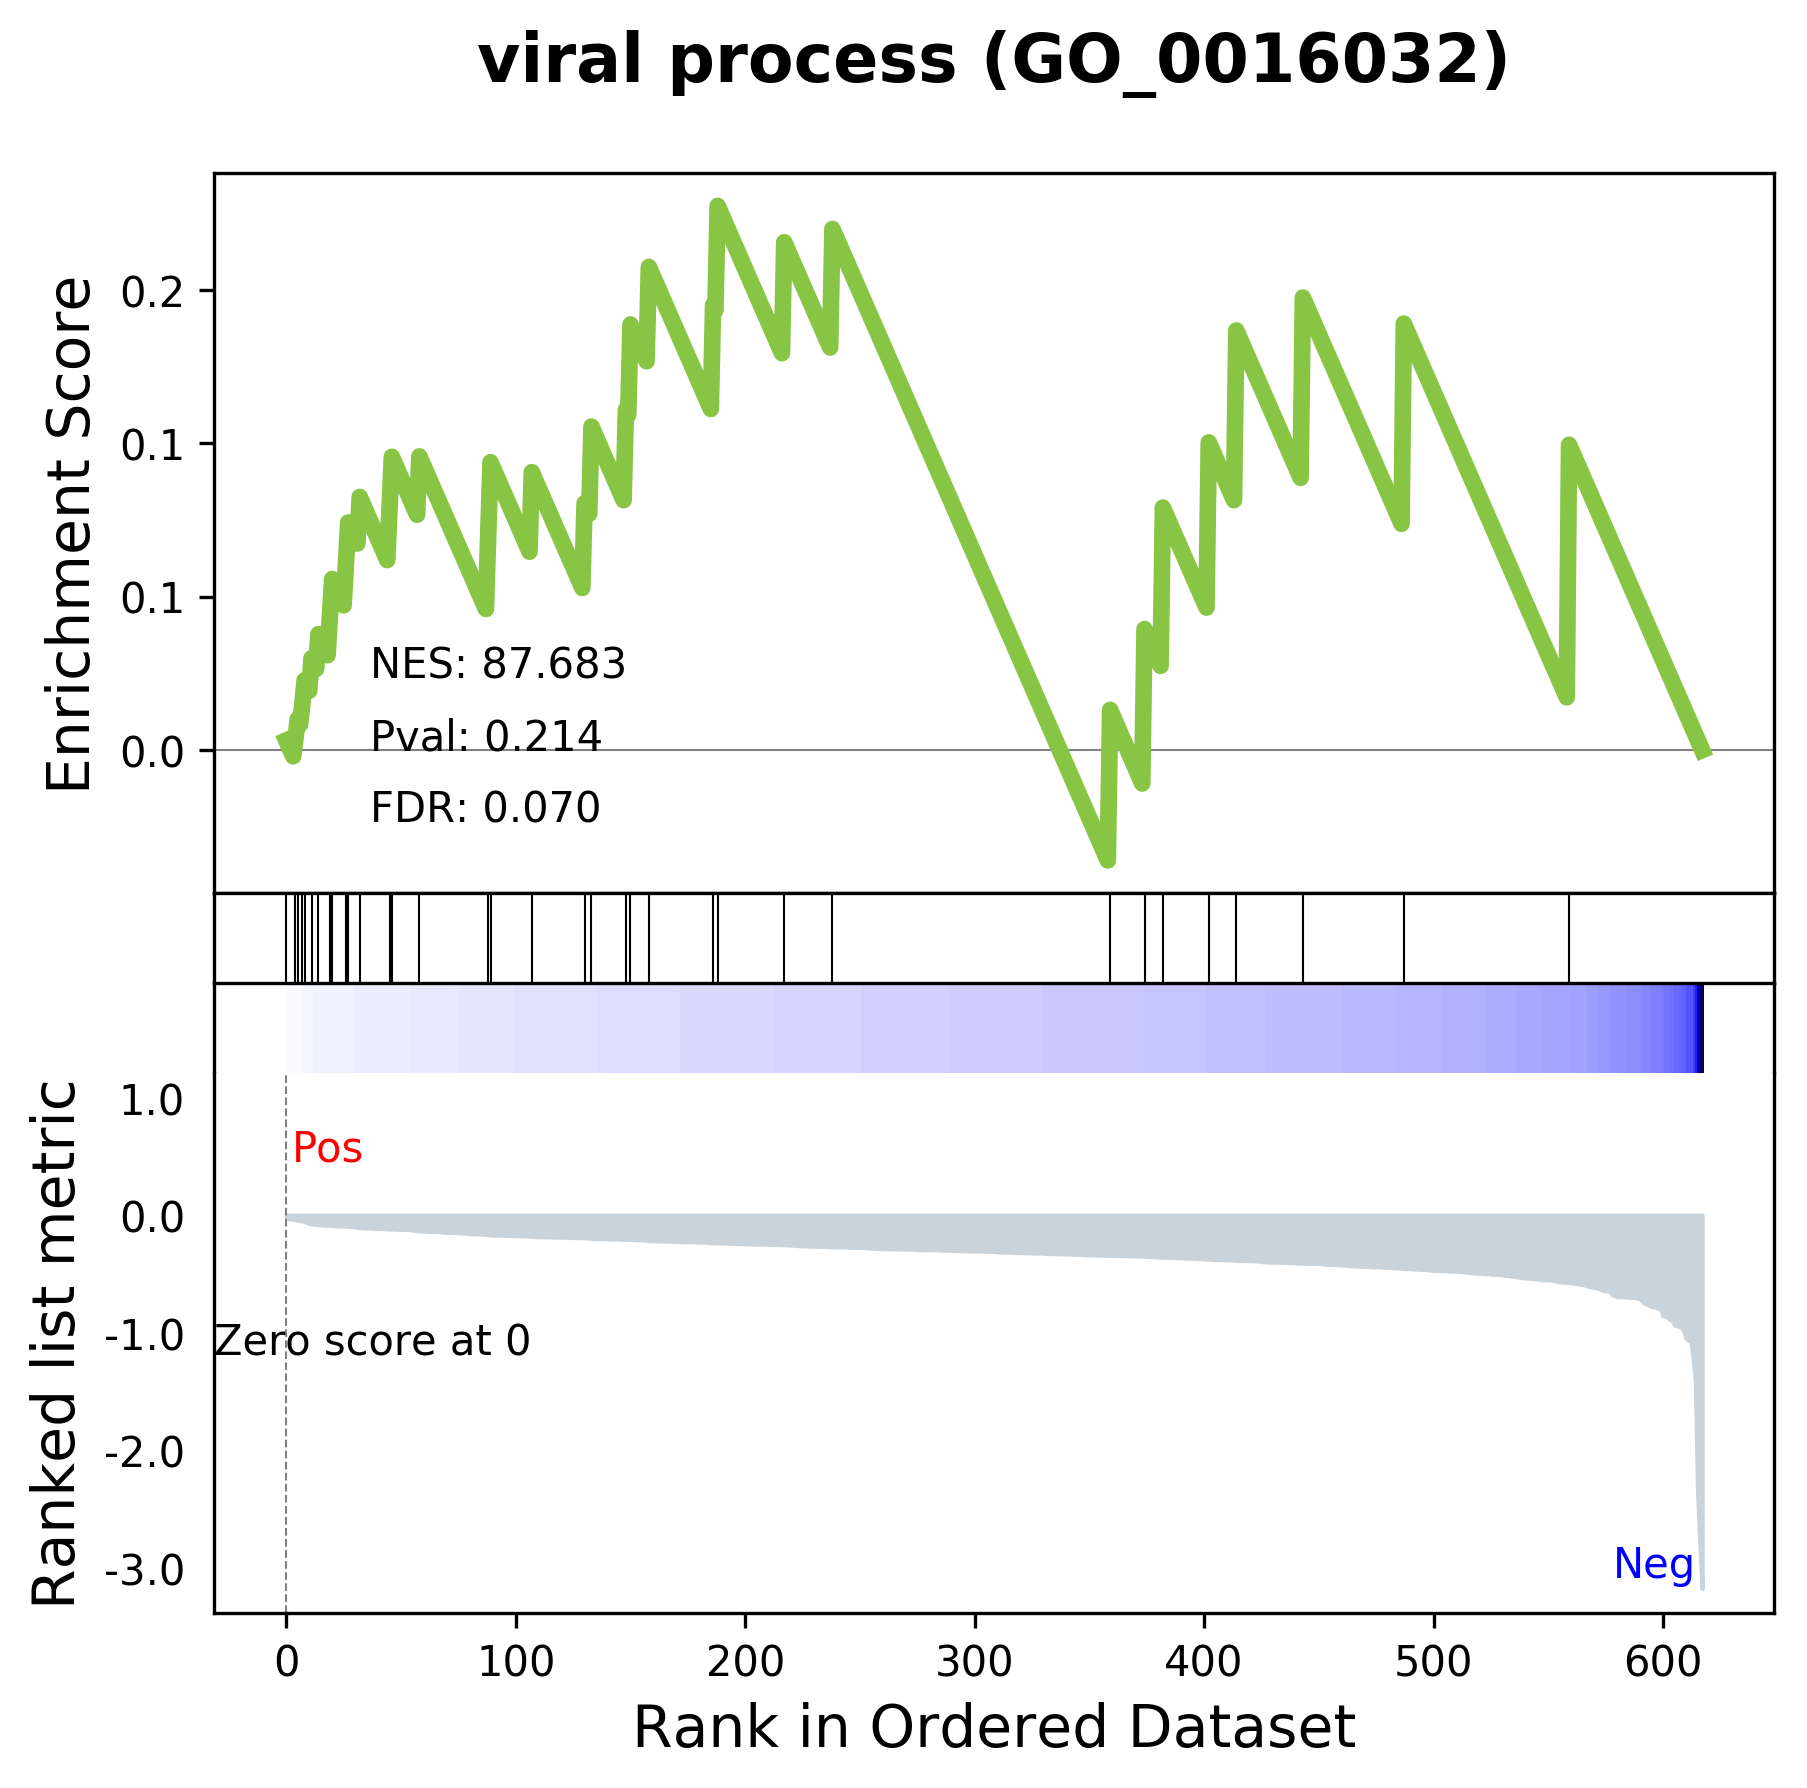 viral process (GO_0016032)
Enrichment Score
0.2
0.1
0.1
0.0
NES: 87.683
Pval: 0.214
FDR: 0.070
Ranked list metric
1.0
0.0
-1.0
-2.0
-3.0
Pos
Zero score at 0
Neg
0 100 200 300 400 500 600
Rank in Ordered Dataset